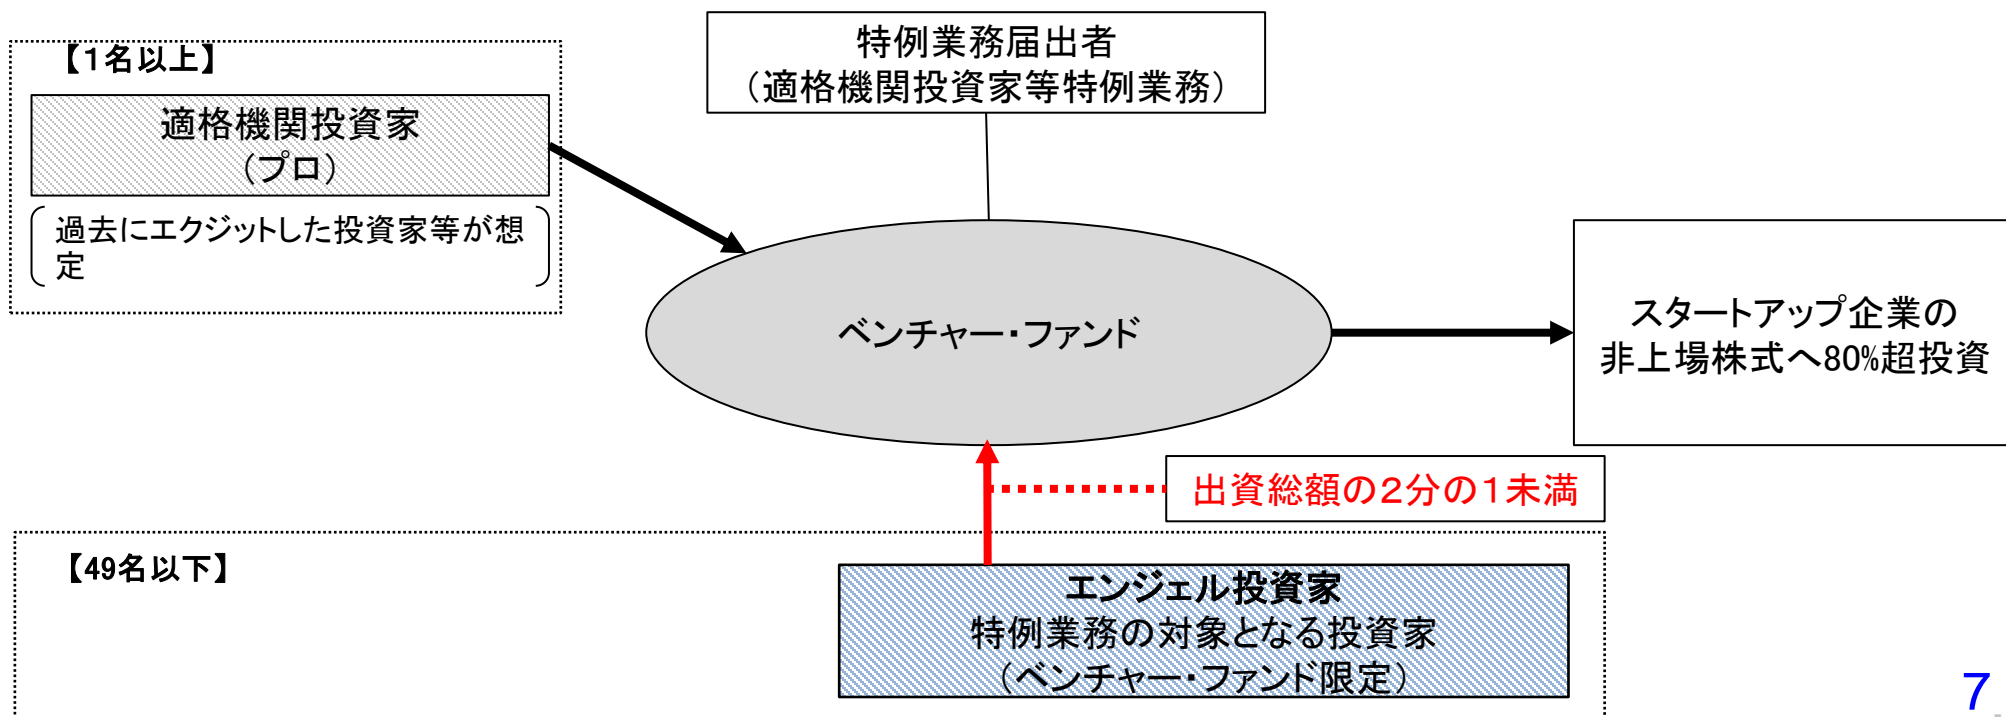 【1名以上】
適格機関投資家
（プロ）
過去にエクジットした投資家等が想
定
特例業務届出者
（適格機関投資家等特例業務）
ベンチャー・ファンド
スタートアップ企業の
非上場株式へ80%超投資
出資総額の２分の１未満
【49名以下】
エンジェル投資家
特例業務の対象となる投資家
（ベンチャー・ファンド限定）
7